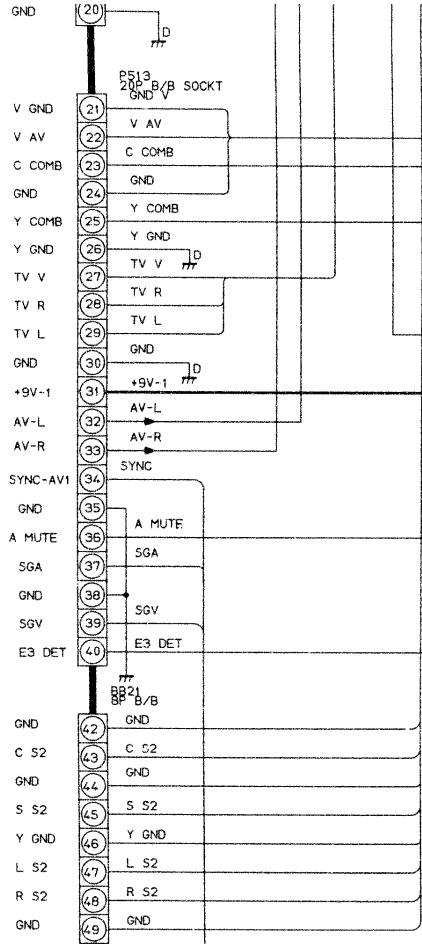 GND 20
D
P513
20P B/B SOCKT
V GND 21 GND V
V AV 22 V AV
C COMB 23 C COMB
GND 24 GND
Y COMB 25 Y COMB
Y GND 26 Y GND
D
TV V 27 TV V
TV R 28 TV R
TV L 29 TV L
GND 30 GND
D
+9V-1 31 +9V-1
AV-L 32 AV-L
AV-R 33 AV-R
SYNC-AV1 34 SYNC
GND 35
A MUTE 36 A MUTE
SGA 37 SGA
GND 38
SGV 39 SGV
E3 DET 40 E3 DET
BB21
8P B/B
GND 42 GND
C S2 43 C S2
GND 44 GND
S S2 45 S S2
Y GND 46 Y GND
L S2 47 L S2
R S2 48 R S2
GND 49 GND